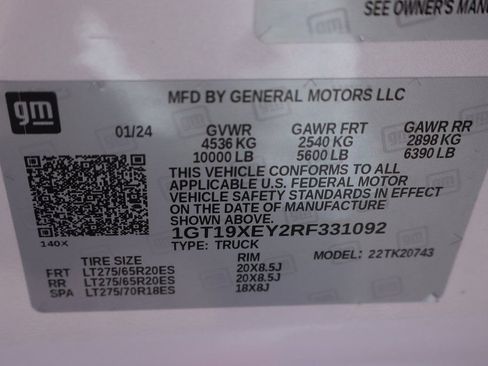 SEE OWNER'S MANU
gm
MFD BY GENERAL MOTORS LLC
01/24 GVWR GAWR FRT GAWR RR
4536 KG 2540 KG 2898 KG
10000 LB 5600 LB 6390 LB
THIS VEHICLE CONFORMS TO ALL
APPLICABLE U.S. FEDERAL MOTOR
VEHICLE SAFETY STANDARDS IN EFFECT
ON THE DATE OF MANUFACTURE
SHOWN ABOVE.
1GT19XEY2RF331092
140X TYPE: TRUCK
TIRE SIZE RIM MODEL: 22TK20743
FRT LT275/65R20ES 20X8.5J
RR LT275/65R20ES 20X8.5J
SPA LT275/70R18ES 18X8J